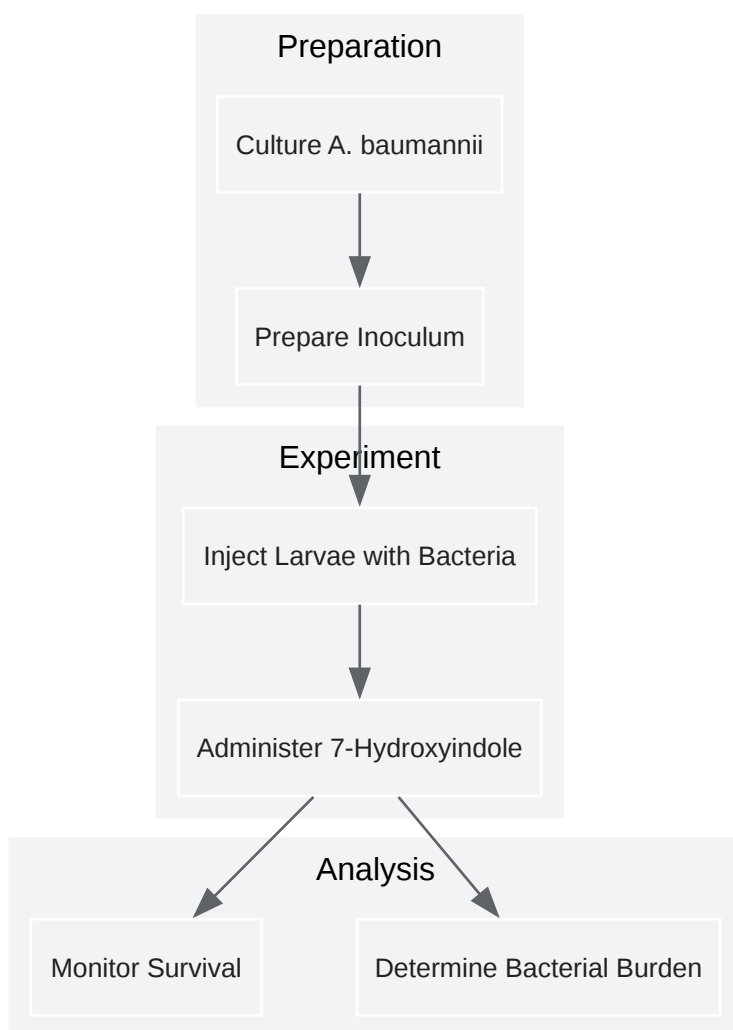 Preparation
Culture A. baumannii
Prepare Inoculum
Experiment
Inject Larvae with Bacteria
Administer 7-Hydroxyindole
Analysis
Monitor Survival
Determine Bacterial Burden